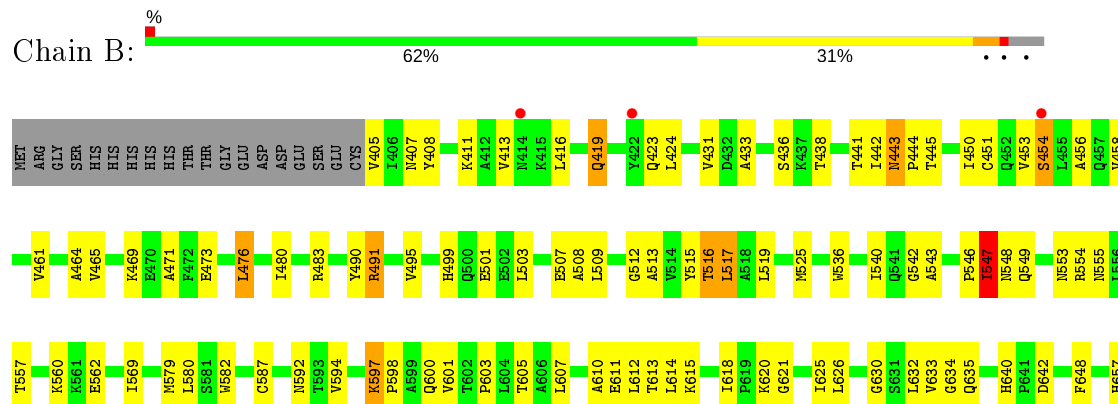 %
Chain B:
62% 31% • • •
MET ARG GLY SER HIS HIS HIS HIS HIS HIS THR THR GLY GLU ASP ASP GLU SER GLU CYS V405 I406 N407 Y408 K411 A412 V413 N414 K415 L416 Q419 Y422 Q423 L424 V431 D432 A433 S436 K437 T438 T441 I442 N443 P444 T445 I450 C451 Q452 V453 S454 L455 A456 Q457 V458
V461 A464 V465 K469 E470 A471 F472 E473 L476 I480 R483 Y490 R491 V495 H499 Q500 E501 E502 L503 E507 A508 L509 G512 A513 V514 Y515 T516 L517 A518 L519 M525 W536 I540 Q541 G542 A543 P546 I547 N548 Q549 N553 R554 N555 L556
T557 K560 K561 E562 I569 M579 L580 S581 W582 C587 N592 T593 V594 K597 P598 A599 Q600 V601 T602 P603 L604 T605 A606 L607 A610 E611 L612 T613 L614 K615 I618 P619 K620 G621 I625 L626 G630 S631 L632 V633 G634 Q635 H640 P641 D642 F648 H657